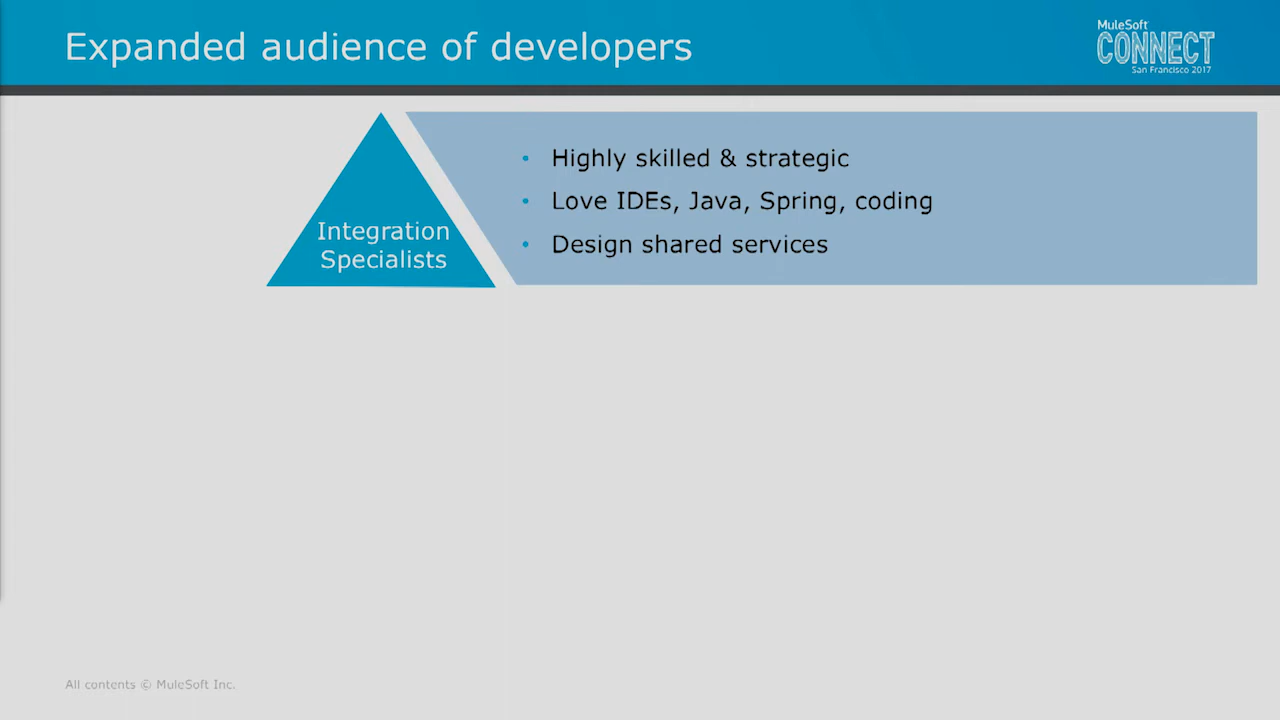 Expanded audience of developers
MuleSoft
CONNECT
San Francisco 2017
Integration
Specialists
• Highly skilled & strategic
• Love IDEs, Java, Spring, coding
• Design shared services
All contents © MuleSoft Inc.